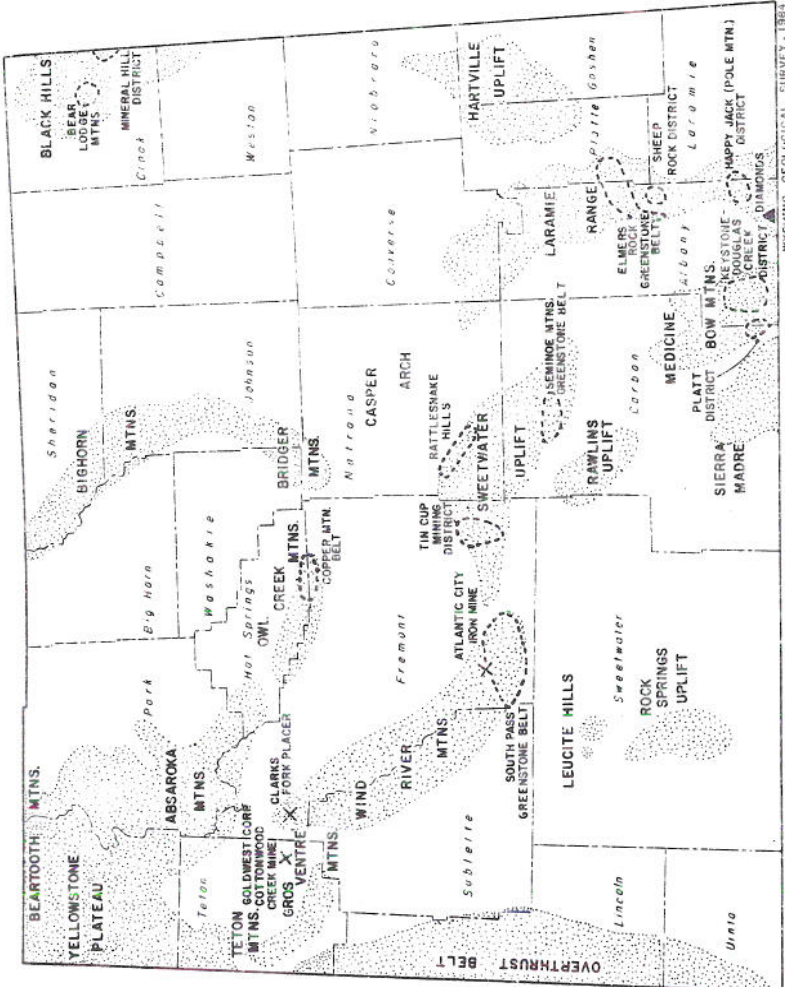 BEARTOOTH MTNS.
YELLOWSTONE
PLATEAU
Park
ABSAROKA
MTNS.
Big Horn
Sheridan
BIGHORN
MTNS.
Johnson
Campbell
BLACK HILLS
BEAR
LODGE
MTNS
MINERAL HILL
DISTRICT
Crook
Weston
Washakie
Hot Springs
OWL
CREEK
MTNS.
COPPER MTN.
BELT
BRIDGER
MTNS.
Teton
TETON
MTNS.
GOLDWEST CORP
COTTONWOOD
CREEK MINE
GROS
VENTRE
MTNS.
CLARKS
FORK PLACER
WIND
RIVER
MTNS
Fremont
Natrona
CASPER
ARCH
Converse
Niobrara
HARTVILLE
UPLIFT
RATTLESNAKE
HILLS
TIN CUP
MINING
DISTRICT
SWEETWATER
UPLIFT
SEMINOE MTNS.
GREENSTONE BELT
ATLANTIC CITY
IRON MINE
SOUTH PASS
GREENSTONE BELT
Sublette
OVERTHRUST BELT
Lincoln
Uinta
LEUCITE HILLS
Sweetwater
ROCK
SPRINGS
UPLIFT
RAWLINS
UPLIFT
Carbon
SIERRA
MADRE
MEDICINE
BOW MTNS.
PLATT
DISTRICT
Albany
KEYSTONE-
DOUGLAS
CREEK
DISTRICT
LARAMIE
RANGE
ELMERS
ROCK
GREENSTONE
BELT
SHEEP
ROCK DISTRICT
Platte
Goshen
Laramie
HAPPY JACK (POLE MTN.)
DISTRICT
DIAMONDS
WYOMING GEOLOGICAL SURVEY - 1984